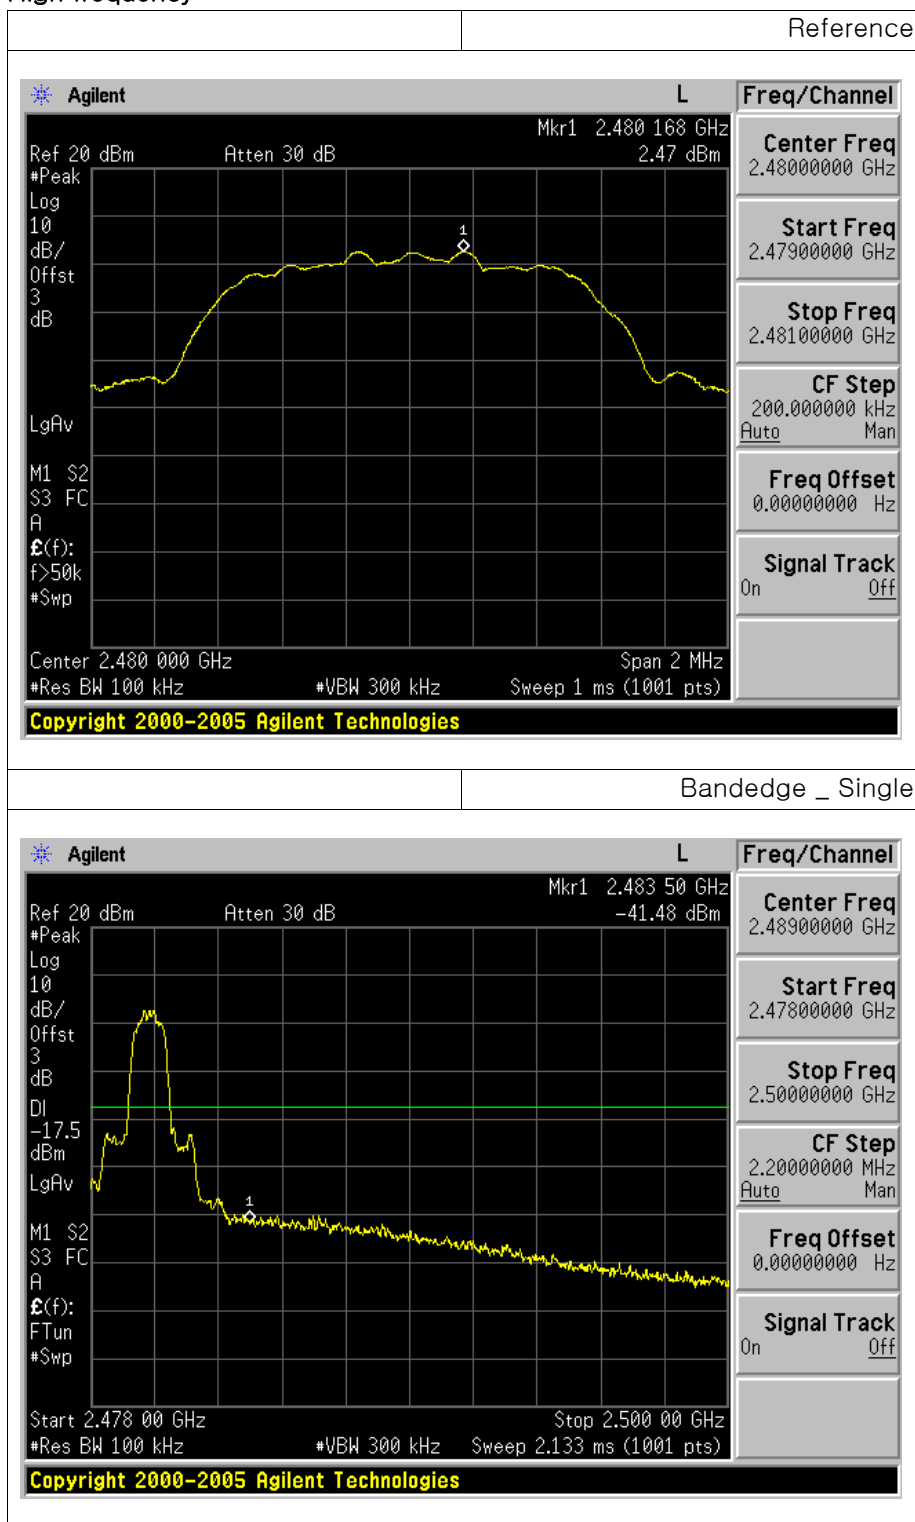 High frequency
Reference
Agilent L Freq/Channel
Mkr1 2.480 168 GHz
Ref 20 dBm Atten 30 dB 2.47 dBm
#Peak
Log
10
dB/
Offst
3
dB
LgAv
M1 S2
S3 FC
A
£(f):
f>50k
#Swp
1
Center 2.480 000 GHz Span 2 MHz
#Res BW 100 kHz #VBW 300 kHz Sweep 1 ms (1001 pts)
Copyright 2000-2005 Agilent Technologies
Center Freq
2.48000000 GHz
Start Freq
2.47900000 GHz
Stop Freq
2.48100000 GHz
CF Step
200.000000 kHz
Auto Man
Freq Offset
0.00000000 Hz
Signal Track
On Off
Bandedge _ Single
Agilent L Freq/Channel
Mkr1 2.483 50 GHz
Ref 20 dBm Atten 30 dB -41.48 dBm
#Peak
Log
10
dB/
Offst
3
dB
DI
-17.5
dBm
LgAv
M1 S2
S3 FC
A
£(f):
FTun
#Swp
1
Start 2.478 00 GHz Stop 2.500 00 GHz
#Res BW 100 kHz #VBW 300 kHz Sweep 2.133 ms (1001 pts)
Copyright 2000-2005 Agilent Technologies
Center Freq
2.48900000 GHz
Start Freq
2.47800000 GHz
Stop Freq
2.50000000 GHz
CF Step
2.20000000 MHz
Auto Man
Freq Offset
0.00000000 Hz
Signal Track
On Off